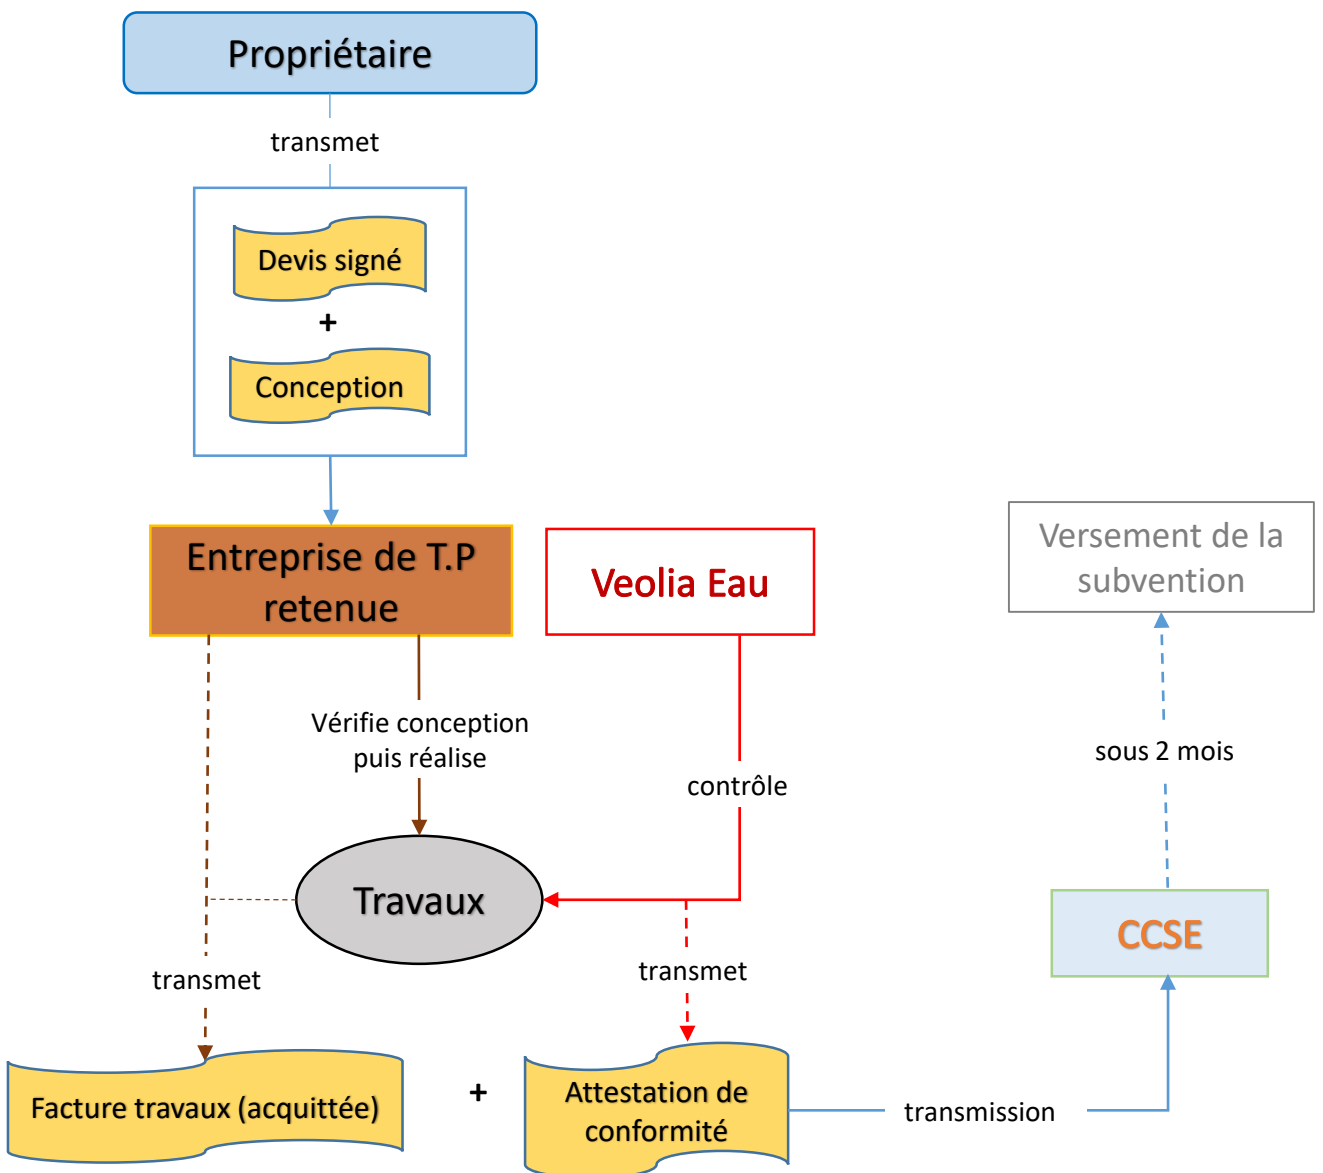 Propriétaire
transmet
Devis signé
+
Conception
Entreprise de T.P
retenue
Veolia Eau
Versement de la
subvention
Vérifie conception
puis réalise
contrôle
sous 2 mois
Travaux
CCSE
transmet
transmet
Facture travaux (acquittée)
+
Attestation de
conformité
transmission